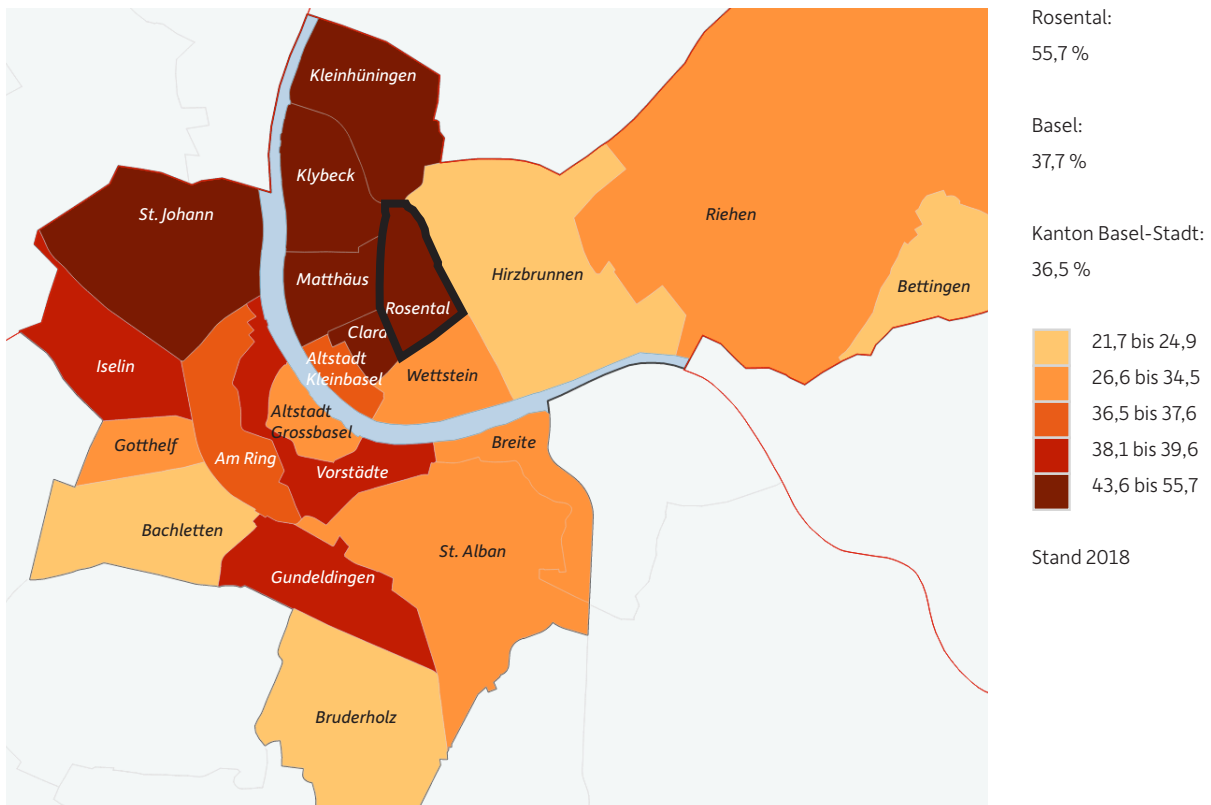 Kleinhüningen
Klybeck
St. Johann
Matthäus
Rosental
Clara
Hirzbrunnen
Riehen
Bettingen
Iselin
Altstadt
Kleinbasel
Wettstein
Altstadt
Grossbasel
Gotthelf
Am Ring
Vorstädte
Breite
Bachletten
St. Alban
Gundeldingen
Bruderholz
Rosental:
55,7 %
Basel:
37,7 %
Kanton Basel-Stadt:
36,5 %
21,7 bis 24,9
26,6 bis 34,5
36,5 bis 37,6
38,1 bis 39,6
43,6 bis 55,7
Stand 2018